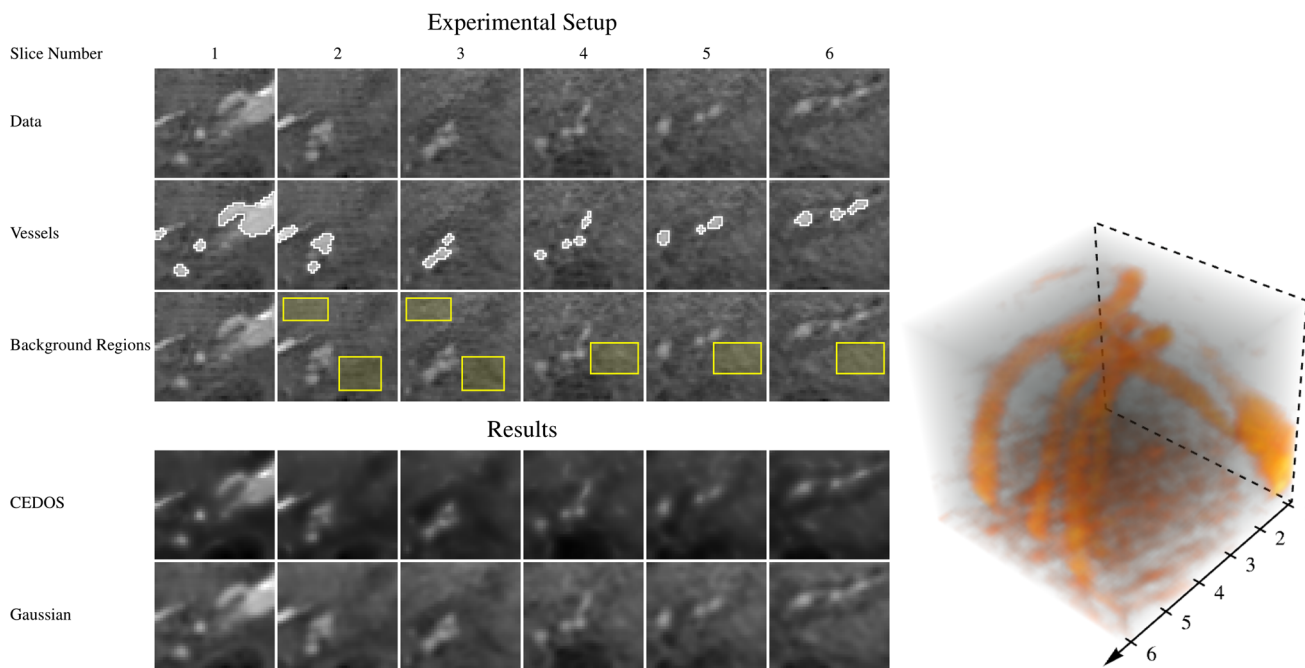 Experimental Setup
Slice Number 1 2 3 4 5 6
Data
Vessels
Background Regions
Results
CEDOS
Gaussian
2
3
4
5
6